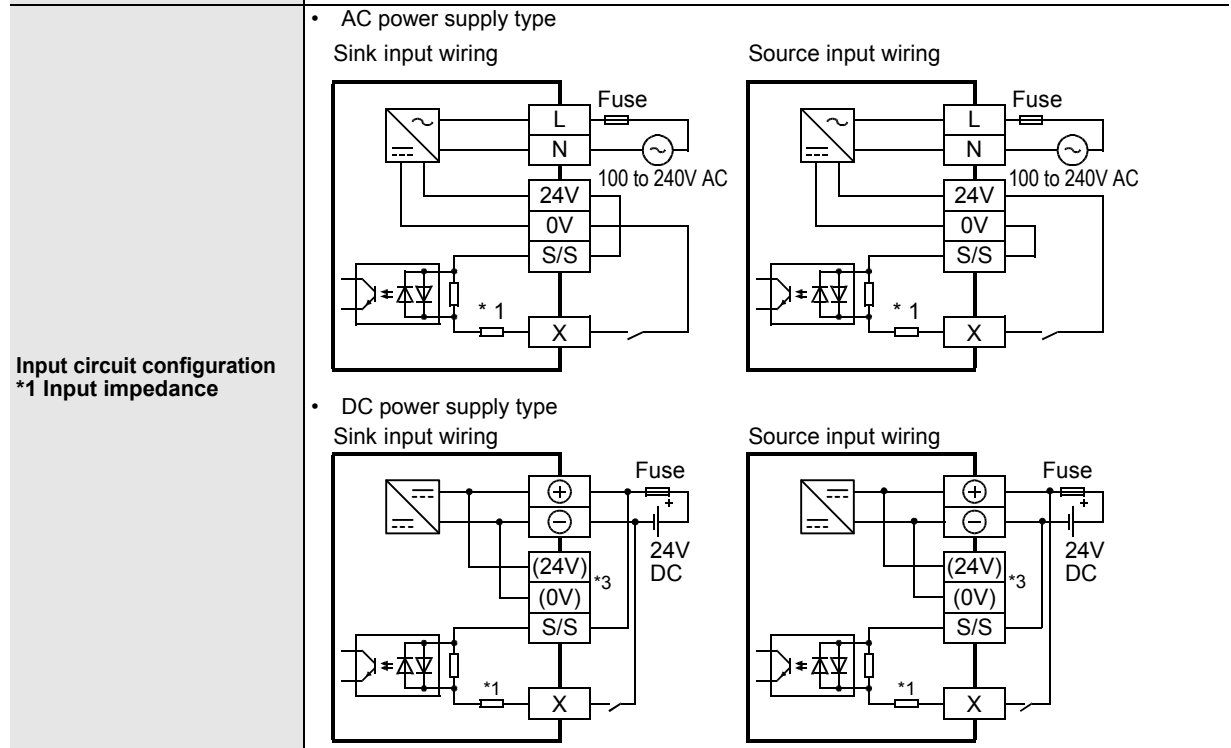 • AC power supply type
Sink input wiring
Source input wiring
L
Fuse
N
100 to 240V AC
24V
0V
S/S
* 1
X
L
Fuse
N
100 to 240V AC
24V
0V
S/S
* 1
X
Input circuit configuration
*1 Input impedance
• DC power supply type
Sink input wiring
Source input wiring
Fuse
+
24V
DC
(24V)
*3
(0V)
S/S
*1
X
Fuse
+
24V
DC
(24V)
*3
(0V)
S/S
*1
X